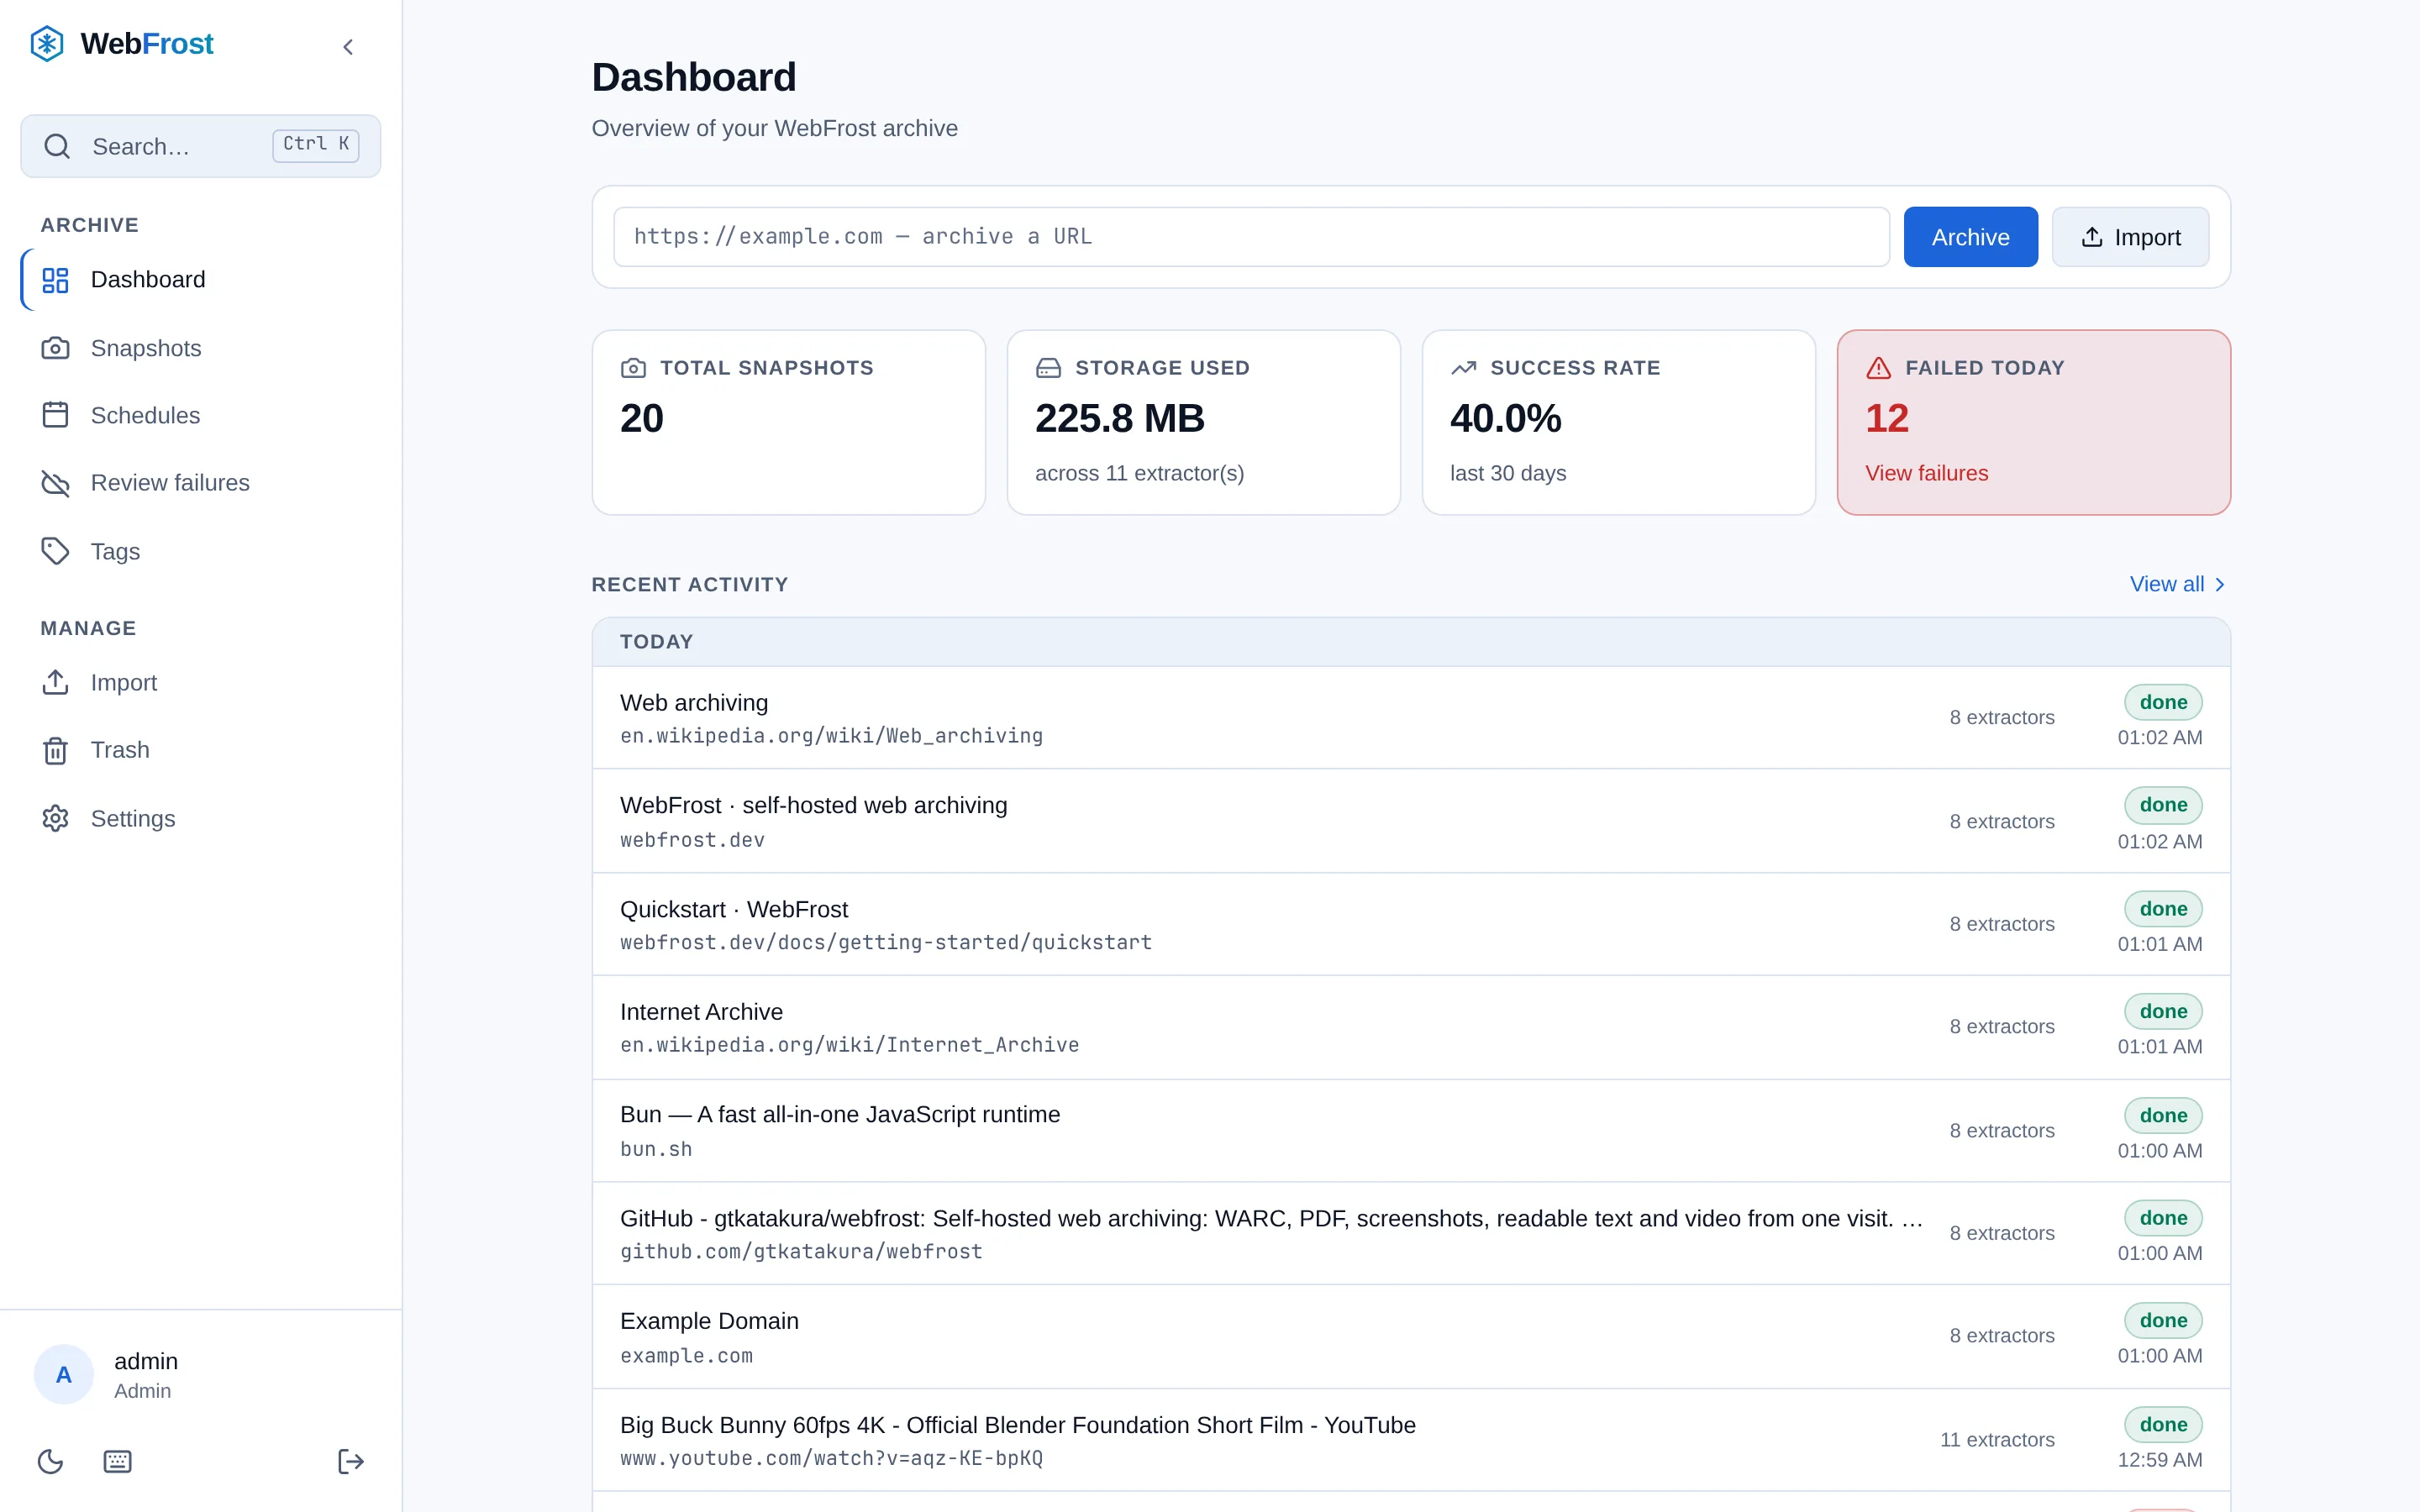 WebFrost
Search…
Ctrl K
ARCHIVE
Dashboard
Snapshots
Schedules
Review failures
Tags
MANAGE
Import
Trash
Settings
A
admin
Admin
Dashboard
Overview of your WebFrost archive
https://example.com — archive a URL
Archive
Import
TOTAL SNAPSHOTS
20
STORAGE USED
225.8 MB
across 11 extractor(s)
SUCCESS RATE
40.0%
last 30 days
FAILED TODAY
12
View failures
RECENT ACTIVITY
View all
TODAY
Web archiving
en.wikipedia.org/wiki/Web_archiving
8 extractors
done
01:02 AM
WebFrost · self-hosted web archiving
webfrost.dev
8 extractors
done
01:02 AM
Quickstart · WebFrost
webfrost.dev/docs/getting-started/quickstart
8 extractors
done
01:01 AM
Internet Archive
en.wikipedia.org/wiki/Internet_Archive
8 extractors
done
01:01 AM
Bun — A fast all-in-one JavaScript runtime
bun.sh
8 extractors
done
01:00 AM
GitHub - gtkatakura/webfrost: Self-hosted web archiving: WARC, PDF, screenshots, readable text and video from one visit. …
github.com/gtkatakura/webfrost
8 extractors
done
01:00 AM
Example Domain
example.com
8 extractors
done
01:00 AM
Big Buck Bunny 60fps 4K - Official Blender Foundation Short Film - YouTube
www.youtube.com/watch?v=aqz-KE-bpKQ
11 extractors
done
12:59 AM